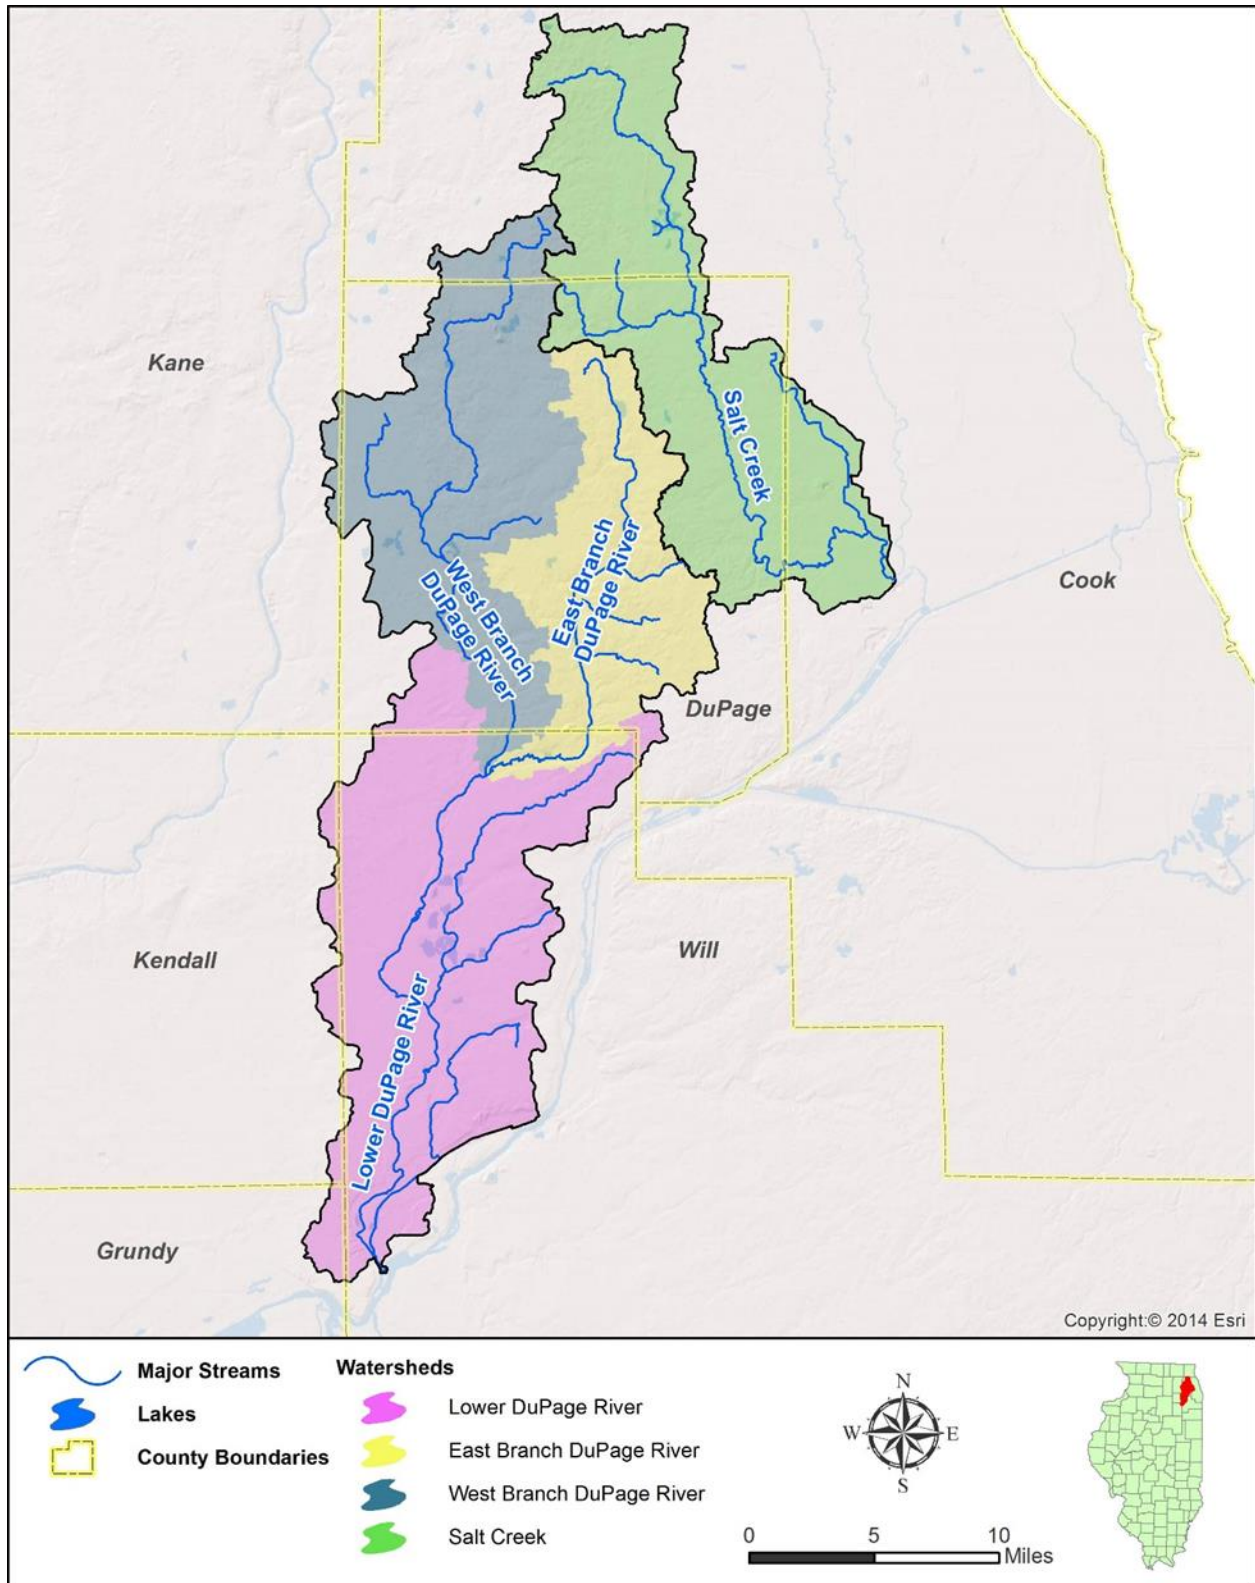 Kane
Salt Creek
West Branch
DuPage River
East Branch
DuPage River
Cook
DuPage
Kendall
Will
Lower DuPage River
Grundy
Copyright:© 2014 Esri
Major Streams
Lakes
County Boundaries
Watersheds
Lower DuPage River
East Branch DuPage River
West Branch DuPage River
Salt Creek
N
W E
S
0 5 10
Miles